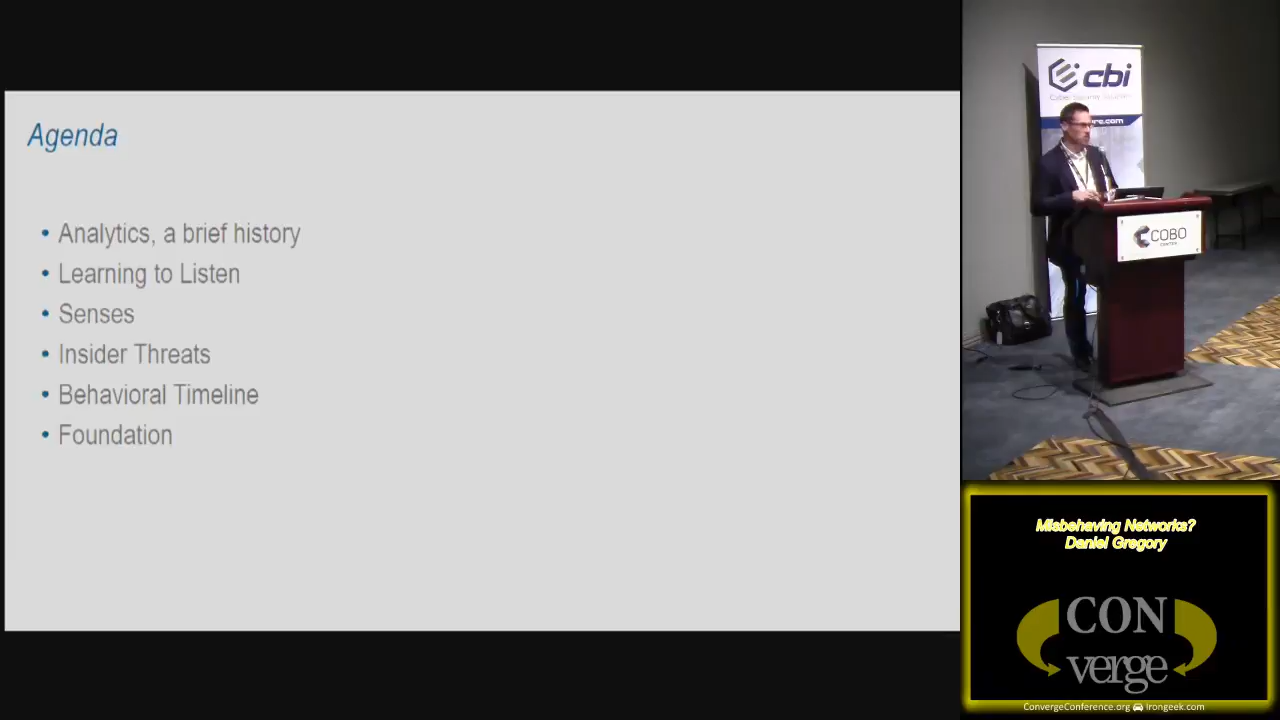 Agenda
• Analytics, a brief history
• Learning to Listen
• Senses
• Insider Threats
• Behavioral Timeline
• Foundation
cbi
COBO
CENTER
Misbehaving Networks?
Daniel Gregory
CON
verge
ConvergeConference.org Irongeek.com